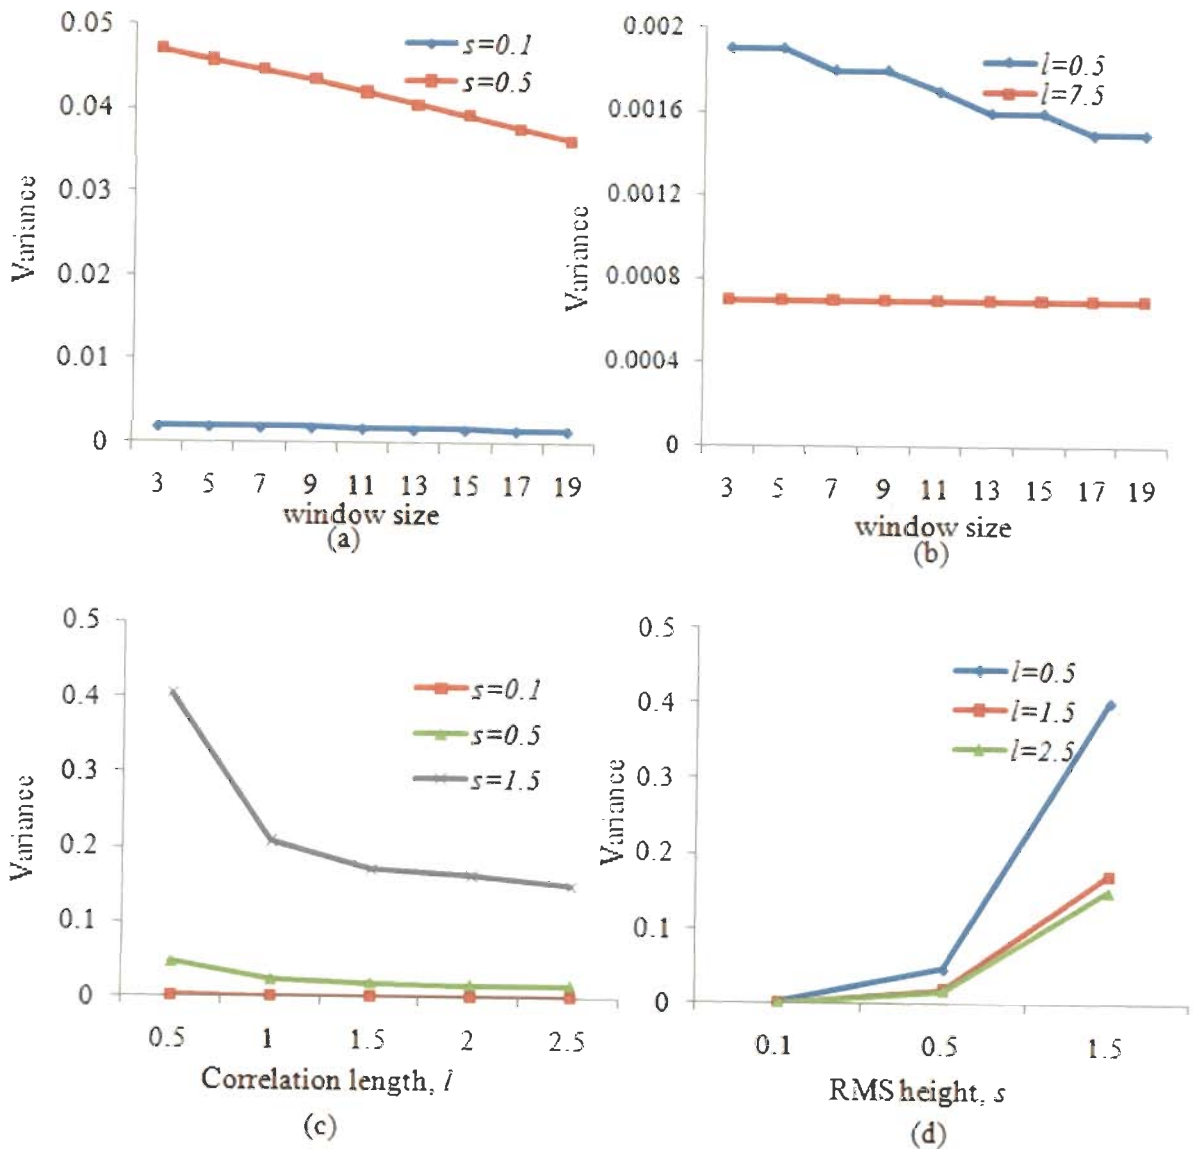 0.05
0.04
0.03
0.02
0.01
0
Variance
s=0.1
s=0.5
3 5 7 9 11 13 15 17 19
window size
(a)
0.002
0.0016
0.0012
0.0008
0.0004
0
Variance
l=0.5
l=7.5
3 5 7 9 11 13 15 17 19
window size
(b)
0.5
0.4
0.3
0.2
0.1
0
Variance
s=0.1
s=0.5
s=1.5
0.5 1 1.5 2 2.5
Correlation length, l
(c)
0.5
0.4
0.3
0.2
0.1
0
Variance
l=0.5
l=1.5
l=2.5
0.1 0.5 1.5
RMS height, s
(d)